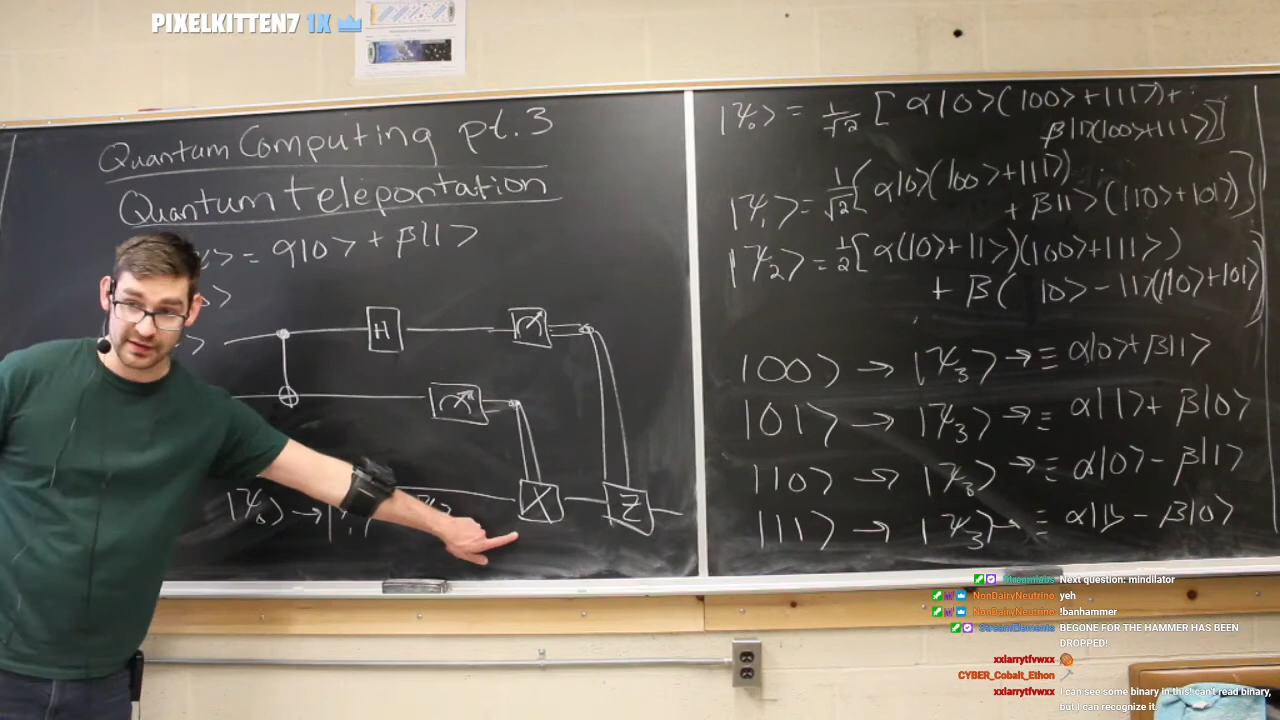 PIXELKITTEN7 1X
Quantum Computing pt.3
Quantum Teleportation
> = α|0> + β|1>
H
X
Z
|ψ₀> → |ψ₁
|ψ₀> = 1/√2 [ α|0>(|00> + |11>) +
β|1>(|00> + |11>)]
|ψ₁> = 1/√2 [ α|0>(|00> + |11>)
+ β|1>(|10> + |01>)]
|ψ₂> = 1/2 [α(|0> + |1>)(|00> + |11>)
+ β( |0> - |1>)(|10> + |01>)]
|00> → |ψ₃> → ≡ α|0> + β|1>
|01> → |ψ₃> → ≡ α|1> + β|0>
|10> → |ψ₃> → ≡ α|0> - β|1>
|11> → |ψ₃> → ≡ α|1> - β|0>
Streamlabs Next question: mindilator
NonDairyNeutrino yeh
NonDairyNeutrino !banhammer
StreamElements BEGONE FOR THE HAMMER HAS BEEN
DROPPED!
xxlarrytfvwxx
CYBER_Cobalt_Ethon
xxlarrytfvwxx I can see some binary in this! can't read binary,
but I can recognize it.